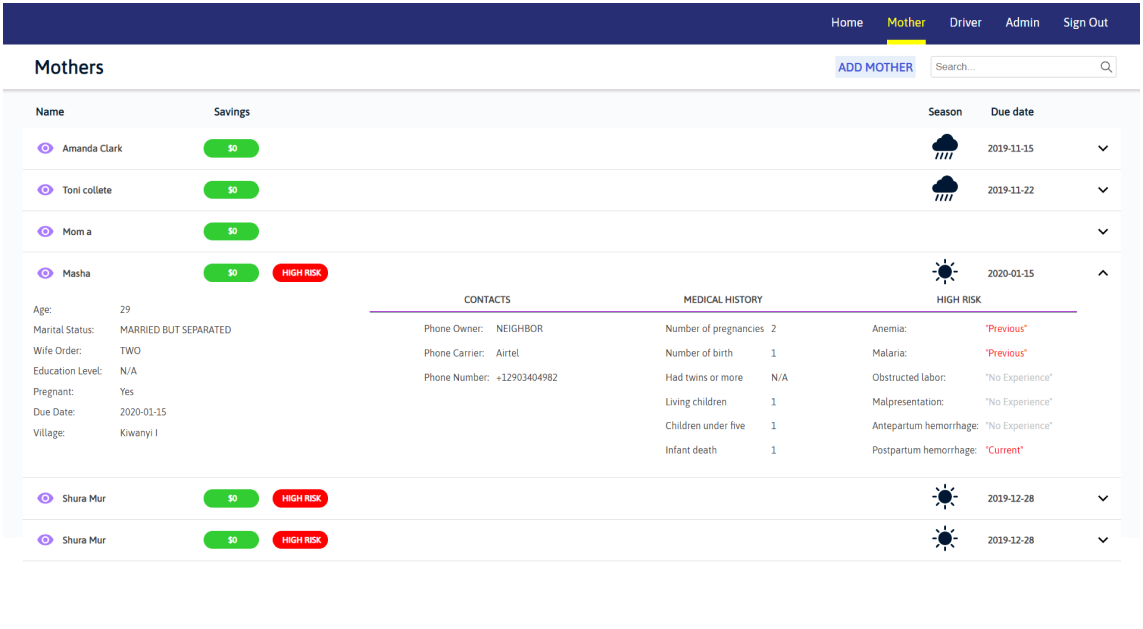 Home Mother Driver Admin Sign Out
Mothers ADD MOTHER Search...
Name Savings Season Due date
Amanda Clark $0 2019-11-15
Toni collete $0 2019-11-22
Mom a $0
Masha $0 HIGH RISK 2020-01-15
Age: 29
Marital Status: MARRIED BUT SEPARATED
Wife Order: TWO
Education Level: N/A
Pregnant: Yes
Due Date: 2020-01-15
Village: Kiwanyi I
CONTACTS
Phone Owner: NEIGHBOR
Phone Carrier: Airtel
Phone Number: +12903404982
MEDICAL HISTORY
Number of pregnancies 2
Number of birth 1
Had twins or more N/A
Living children 1
Children under five 1
Infant death 1
HIGH RISK
Anemia: "Previous"
Malaria: "Previous"
Obstructed labor: "No Experience"
Malpresentation: "No Experience"
Antepartum hemorrhage: "No Experience"
Postpartum hemorrhage: "Current"
Shura Mur $0 HIGH RISK 2019-12-28
Shura Mur $0 HIGH RISK 2019-12-28